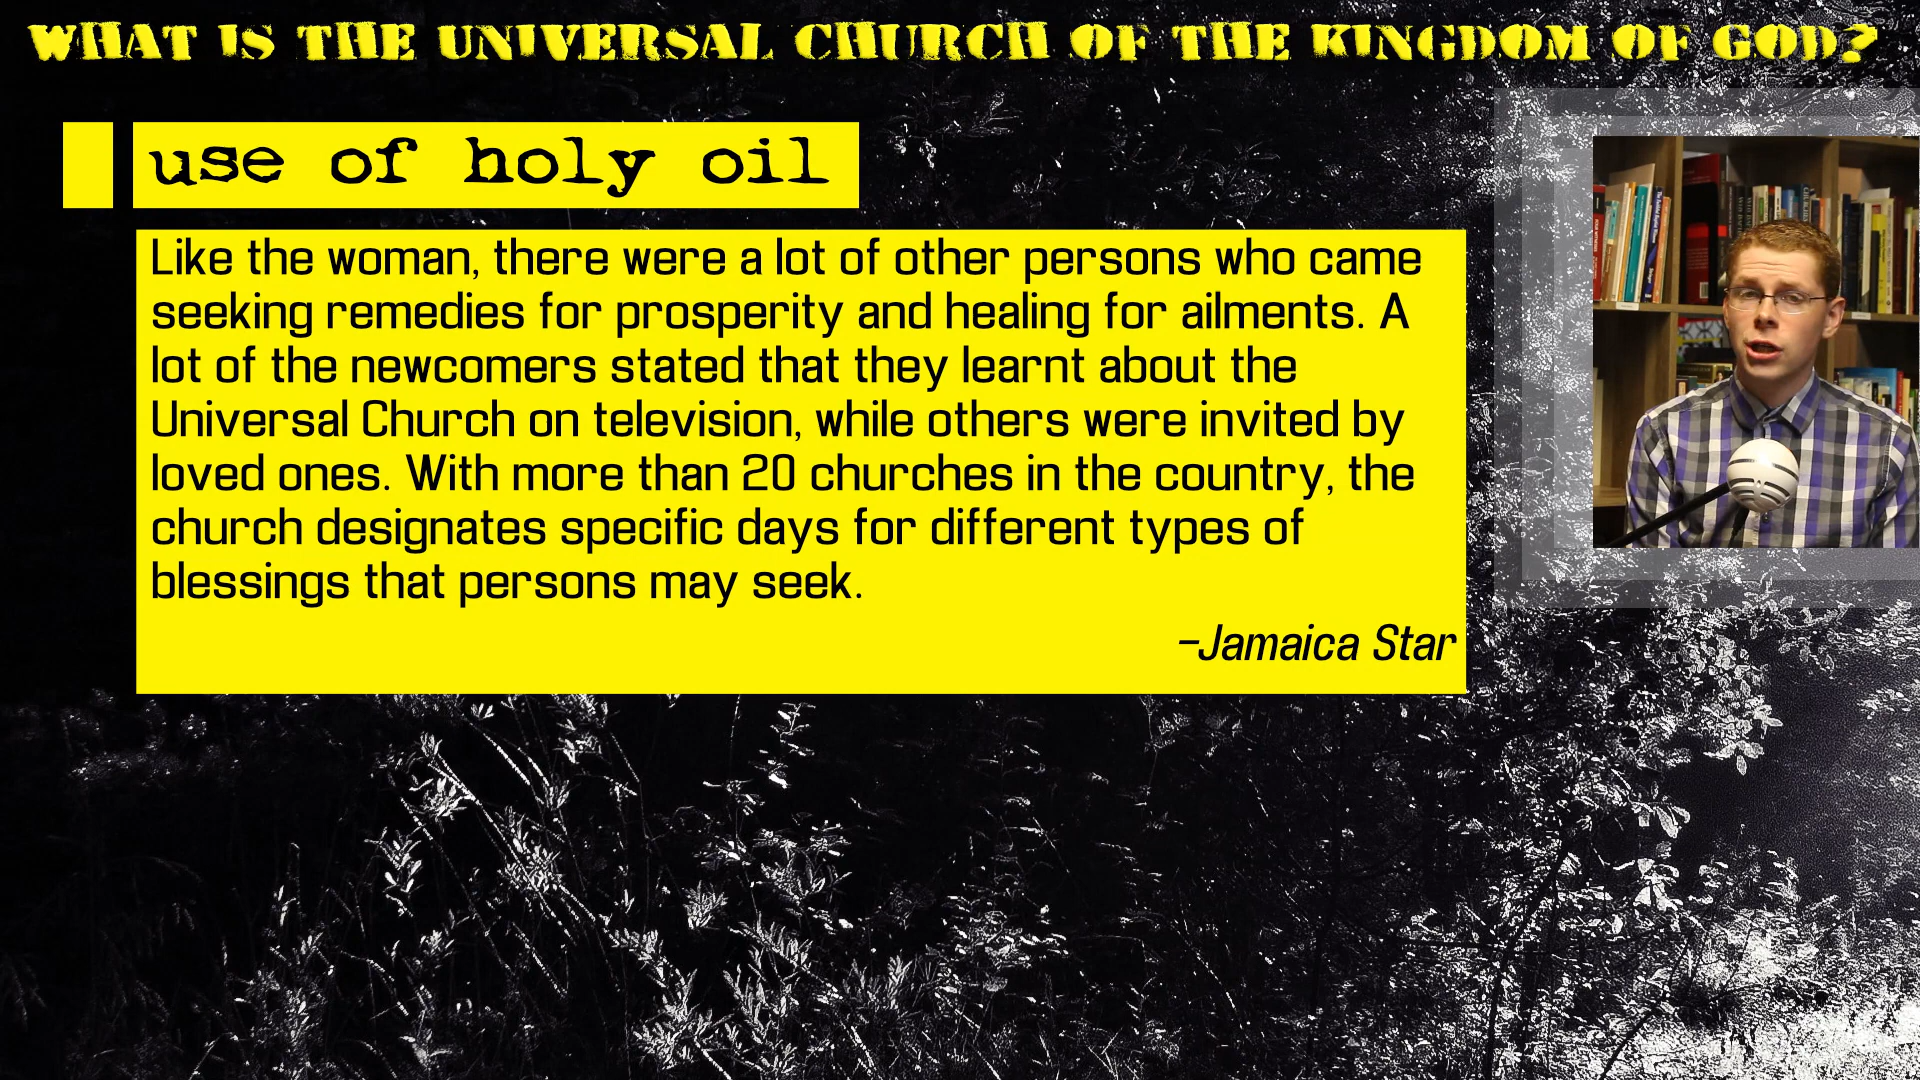 WHAT IS THE UNIVERSAL CHURCH OF THE KINGDOM OF GOD?
use of holy oil
Like the woman, there were a lot of other persons who came
seeking remedies for prosperity and healing for ailments. A
lot of the newcomers stated that they learnt about the
Universal Church on television, while others were invited by
loved ones. With more than 20 churches in the country, the
church designates specific days for different types of
blessings that persons may seek.
–Jamaica Star